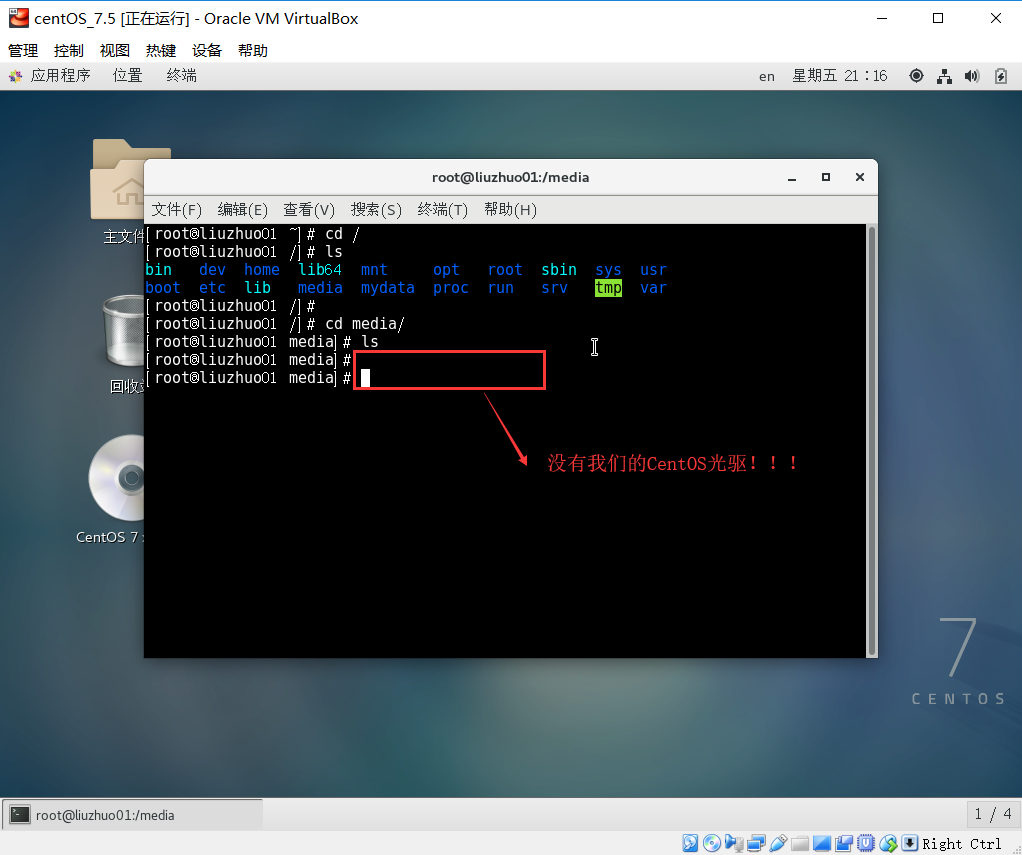 centOS_7.5 [正在运行] - Oracle VM VirtualBox
管理 控制 视图 热键 设备 帮助
应用程序 位置 终端 en 星期五 21：16
root@liuzhuo01:/media
文件(F) 编辑(E) 查看(V) 搜索(S) 终端(T) 帮助(H)
[root@liuzhuo01 ~]# cd /
[root@liuzhuo01 /]# ls
bin dev home lib64 mnt opt root sbin sys usr
boot etc lib media mydata proc run srv tmp var
[root@liuzhuo01 /]#
[root@liuzhuo01 /]# cd media/
[root@liuzhuo01 media]# ls
[root@liuzhuo01 media]#
[root@liuzhuo01 media]#
没有我们的CentOS光驱！！！
主文件
回收站
CentOS 7
7
CENTOS
root@liuzhuo01:/media
1 / 4
Right Ctrl